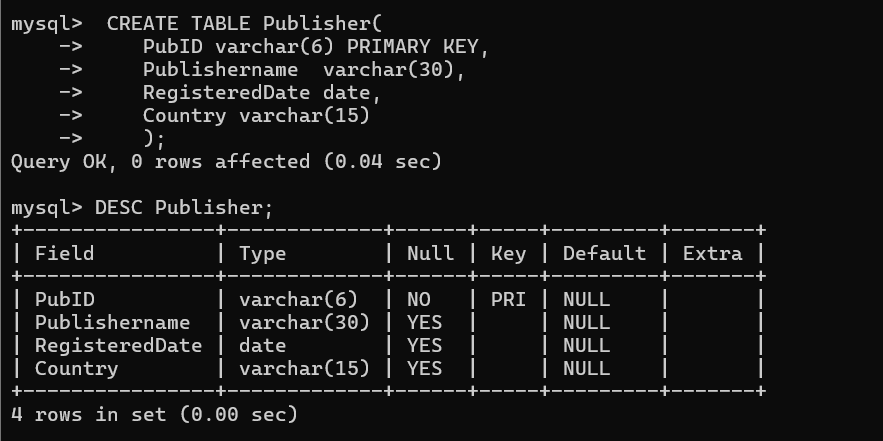 mysql>  CREATE TABLE Publisher(
    ->     PubID varchar(6) PRIMARY KEY,
    ->     Publishername  varchar(30),
    ->     RegisteredDate date,
    ->     Country varchar(15)
    ->     );
Query OK, 0 rows affected (0.04 sec)

mysql> DESC Publisher;
+----------------+-------------+------+-----+---------+-------+
| Field          | Type        | Null | Key | Default | Extra |
+----------------+-------------+------+-----+---------+-------+
| PubID          | varchar(6)  | NO   | PRI | NULL    |       |
| Publishername  | varchar(30) | YES  |     | NULL    |       |
| RegisteredDate | date        | YES  |     | NULL    |       |
| Country        | varchar(15) | YES  |     | NULL    |       |
+----------------+-------------+------+-----+---------+-------+
4 rows in set (0.00 sec)